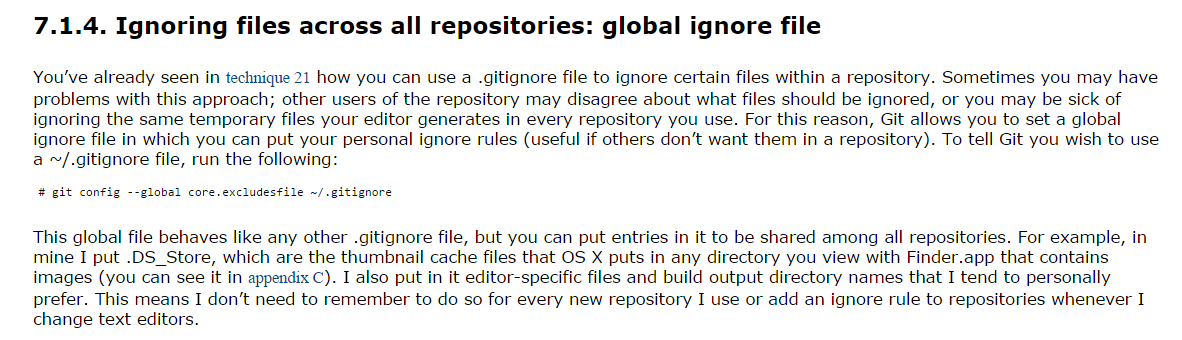 7.1.4. Ignoring files across all repositories: global ignore file
You’ve already seen in technique 21 how you can use a .gitignore file to ignore certain files within a repository. Sometimes you may have
problems with this approach; other users of the repository may disagree about what files should be ignored, or you may be sick of
ignoring the same temporary files your editor generates in every repository you use. For this reason, Git allows you to set a global
ignore file in which you can put your personal ignore rules (useful if others don’t want them in a repository). To tell Git you wish to use
a ~/.gitignore file, run the following:
# git config --global core.excludesfile ~/.gitignore
This global file behaves like any other .gitignore file, but you can put entries in it to be shared among all repositories. For example, in
mine I put .DS_Store, which are the thumbnail cache files that OS X puts in any directory you view with Finder.app that contains
images (you can see it in appendix C). I also put in it editor-specific files and build output directory names that I tend to personally
prefer. This means I don’t need to remember to do so for every new repository I use or add an ignore rule to repositories whenever I
change text editors.